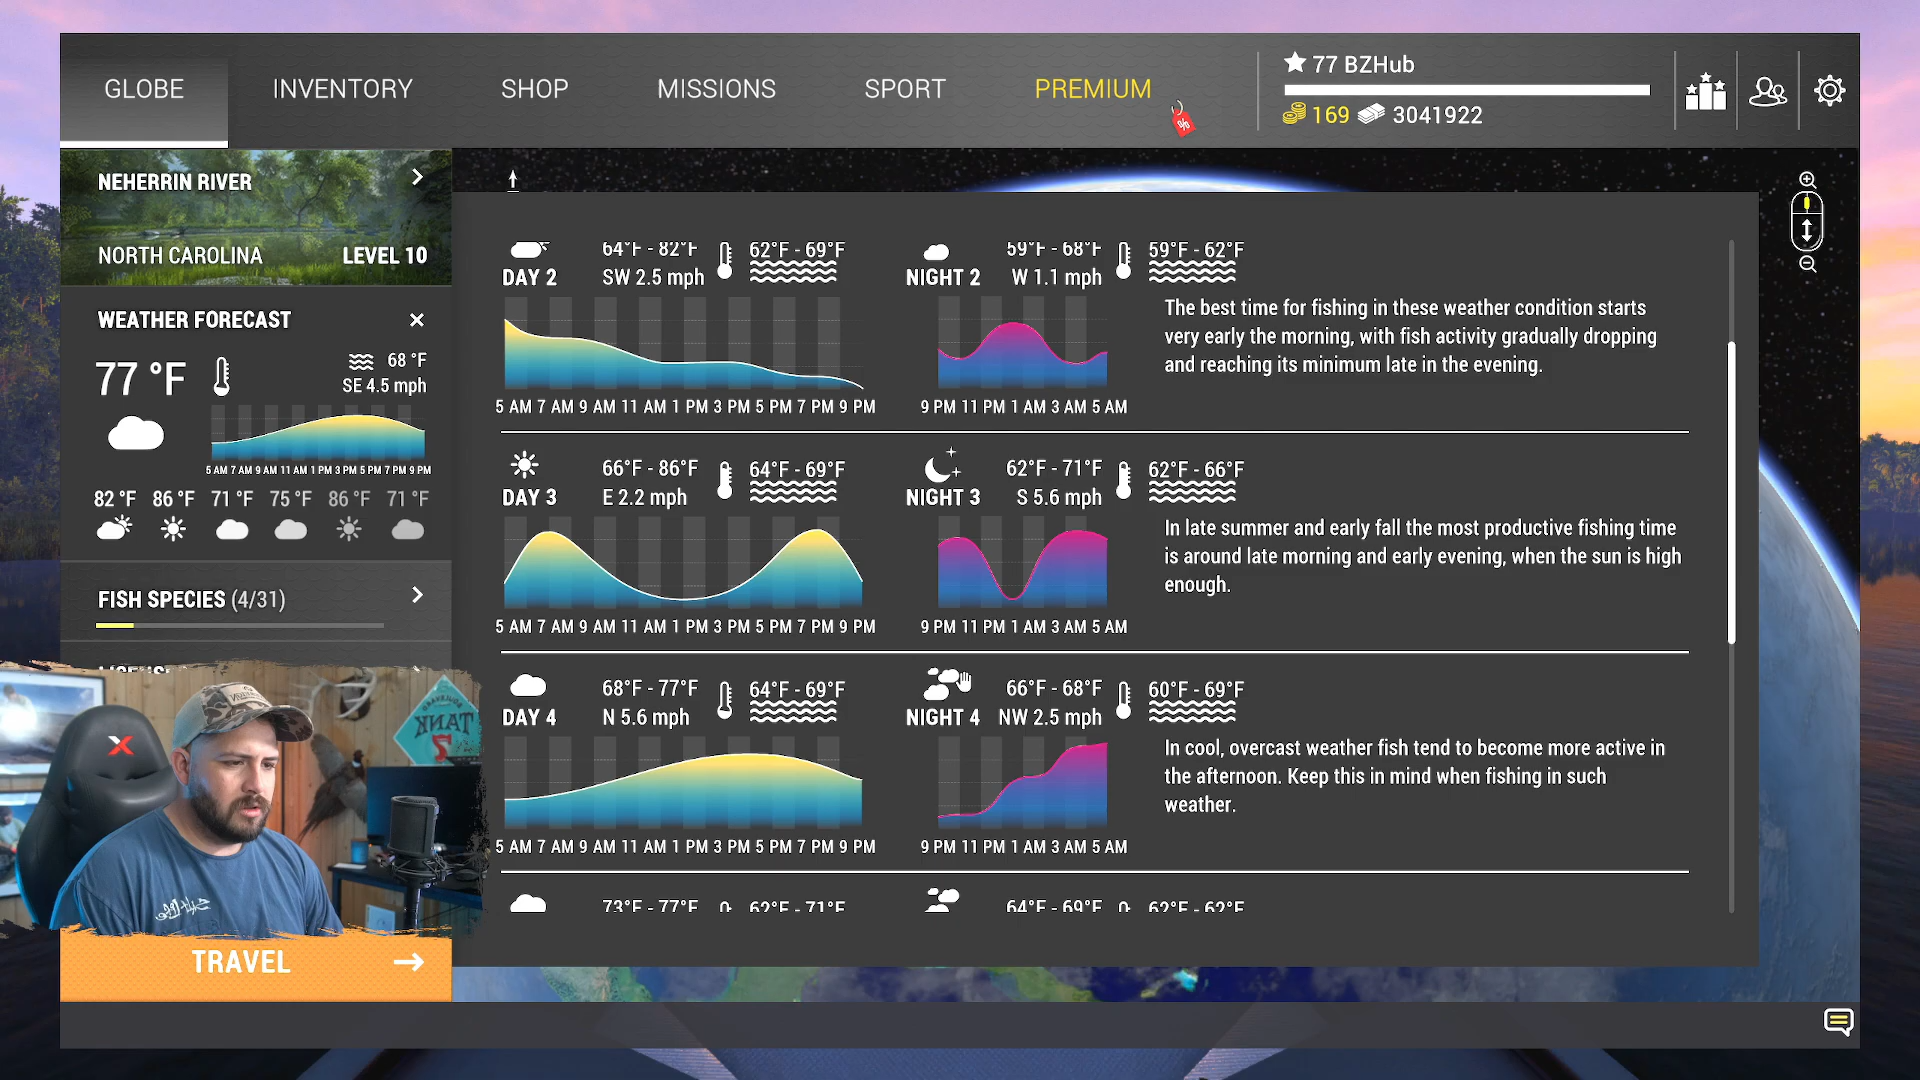 GLOBE
INVENTORY
SHOP
MISSIONS
SPORT
PREMIUM
%
77 BZHub
169 3041922
NEHERRIN RIVER
NORTH CAROLINA LEVEL 10
WEATHER FORECAST
77 °F
68 °F
SE 4.5 mph
5 AM 7 AM 9 AM 11 AM 1 PM 3 PM 5 PM 7 PM 9 PM
82 °F 86 °F 71 °F 75 °F 86 °F 71 °F
FISH SPECIES (4/31)
TRAVEL
64°F - 82°F 62°F - 69°F
DAY 2 SW 2.5 mph
5 AM 7 AM 9 AM 11 AM 1 PM 3 PM 5 PM 7 PM 9 PM
59°F - 68°F 59°F - 62°F
NIGHT 2 W 1.1 mph
9 PM 11 PM 1 AM 3 AM 5 AM
The best time for fishing in these weather condition starts
very early the morning, with fish activity gradually dropping
and reaching its minimum late in the evening.
66°F - 86°F 64°F - 69°F
DAY 3 E 2.2 mph
5 AM 7 AM 9 AM 11 AM 1 PM 3 PM 5 PM 7 PM 9 PM
62°F - 71°F 62°F - 66°F
NIGHT 3 S 5.6 mph
9 PM 11 PM 1 AM 3 AM 5 AM
In late summer and early fall the most productive fishing time
is around late morning and early evening, when the sun is high
enough.
68°F - 77°F 64°F - 69°F
DAY 4 N 5.6 mph
5 AM 7 AM 9 AM 11 AM 1 PM 3 PM 5 PM 7 PM 9 PM
66°F - 68°F 60°F - 69°F
NIGHT 4 NW 2.5 mph
9 PM 11 PM 1 AM 3 AM 5 AM
In cool, overcast weather fish tend to become more active in
the afternoon. Keep this in mind when fishing in such
weather.
73°F - 77°F 62°F - 71°F
64°F - 69°F 62°F - 62°F
TANK